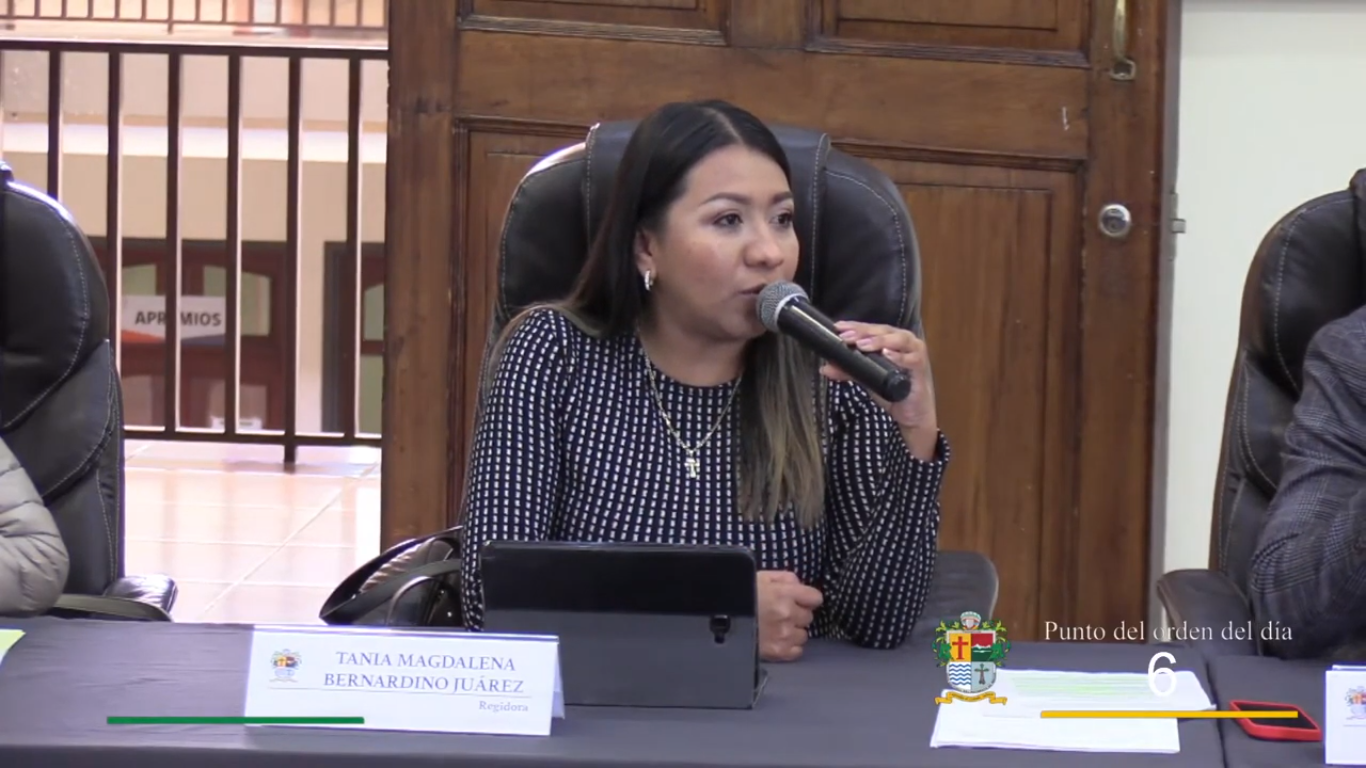 APREMIOS
TANIA MAGDALENA
BERNARDINO JUÁREZ
Regidora
Punto del orden del día
6